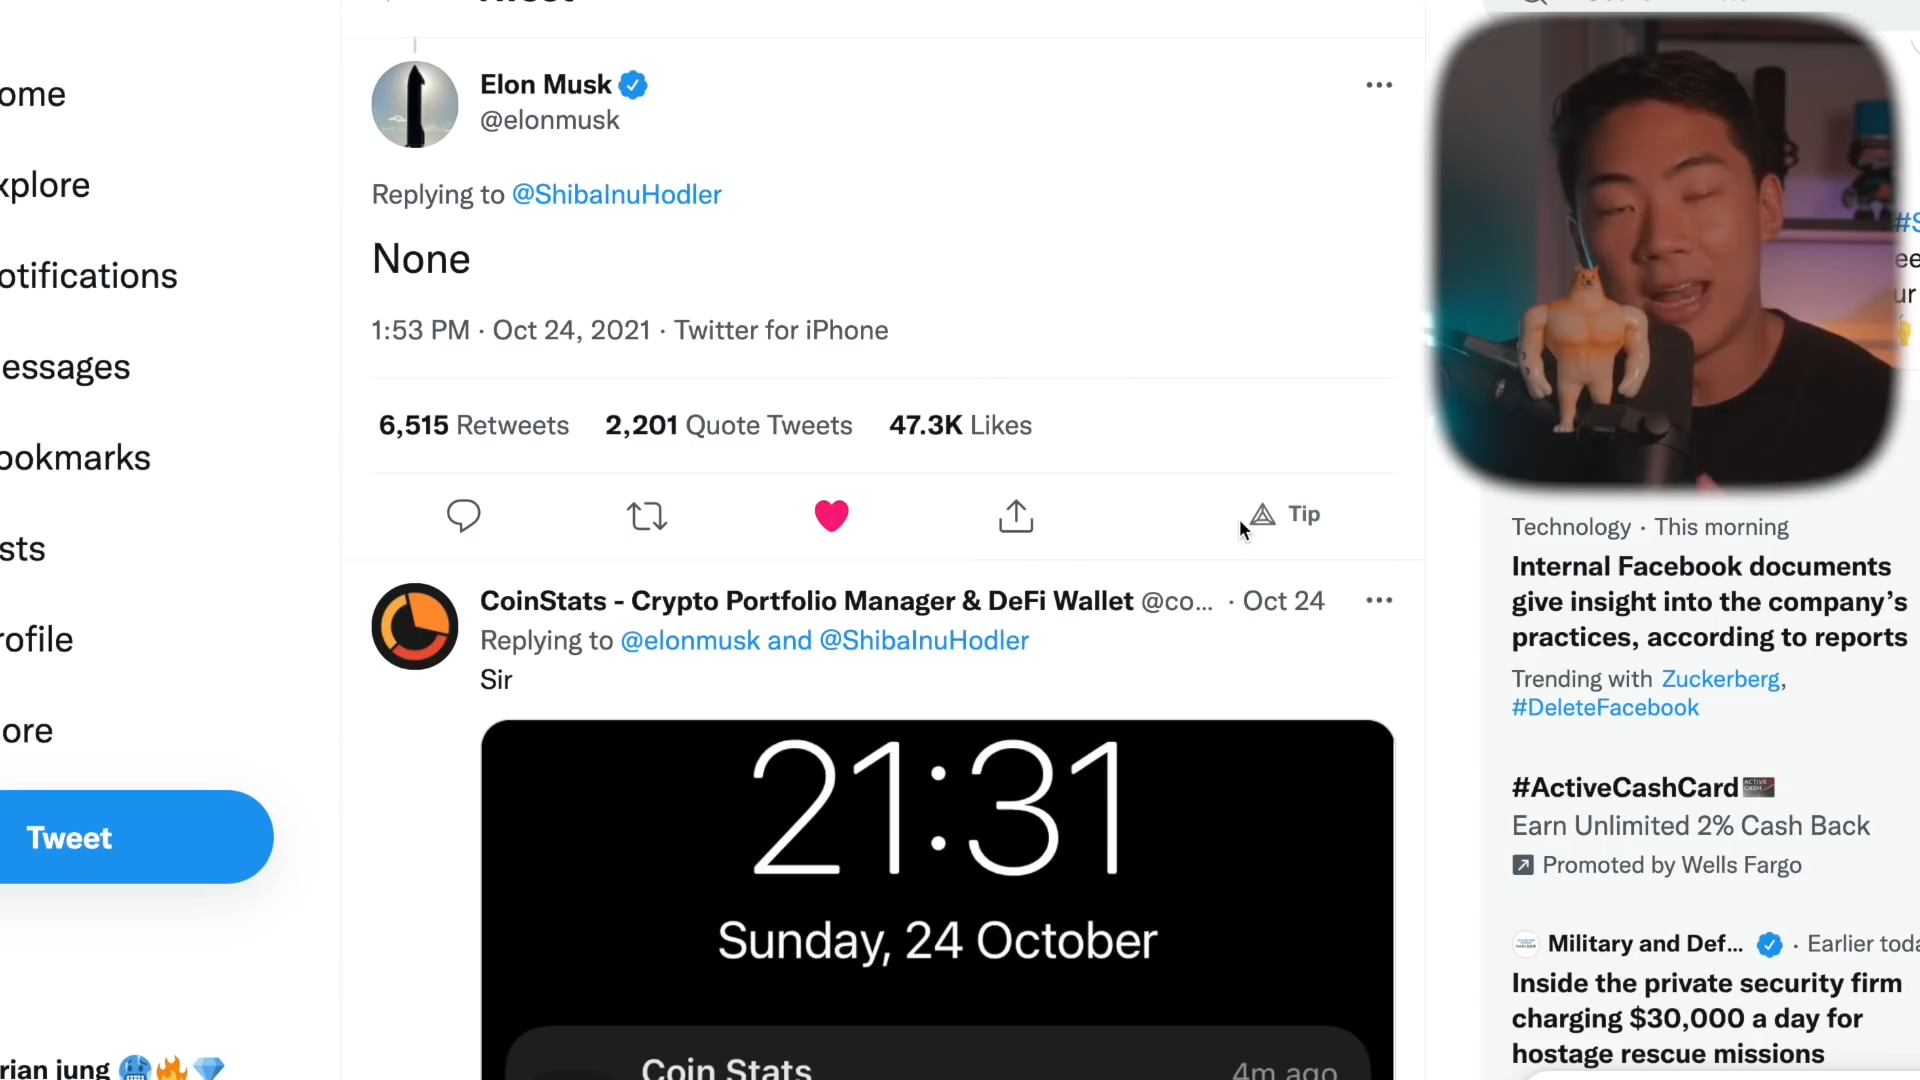 Tweet
ome
xplore
otifications
essages
ookmarks
sts
rofile
ore
Tweet
rian jung
Elon Musk
@elonmusk
Replying to @ShibaInuHodler
None
1:53 PM · Oct 24, 2021 · Twitter for iPhone
6,515 Retweets 2,201 Quote Tweets 47.3K Likes
Tip
CoinStats - Crypto Portfolio Manager & DeFi Wallet @co... · Oct 24
Replying to @elonmusk and @ShibaInuHodler
Sir
21:31
Sunday, 24 October
Coin Stats 4m ago
#S
ee
ur
Technology · This morning
Internal Facebook documents
give insight into the company's
practices, according to reports
Trending with Zuckerberg,
#DeleteFacebook
#ActiveCashCard
Earn Unlimited 2% Cash Back
Promoted by Wells Fargo
Military and Def... · Earlier toda
Inside the private security firm
charging $30,000 a day for
hostage rescue missions